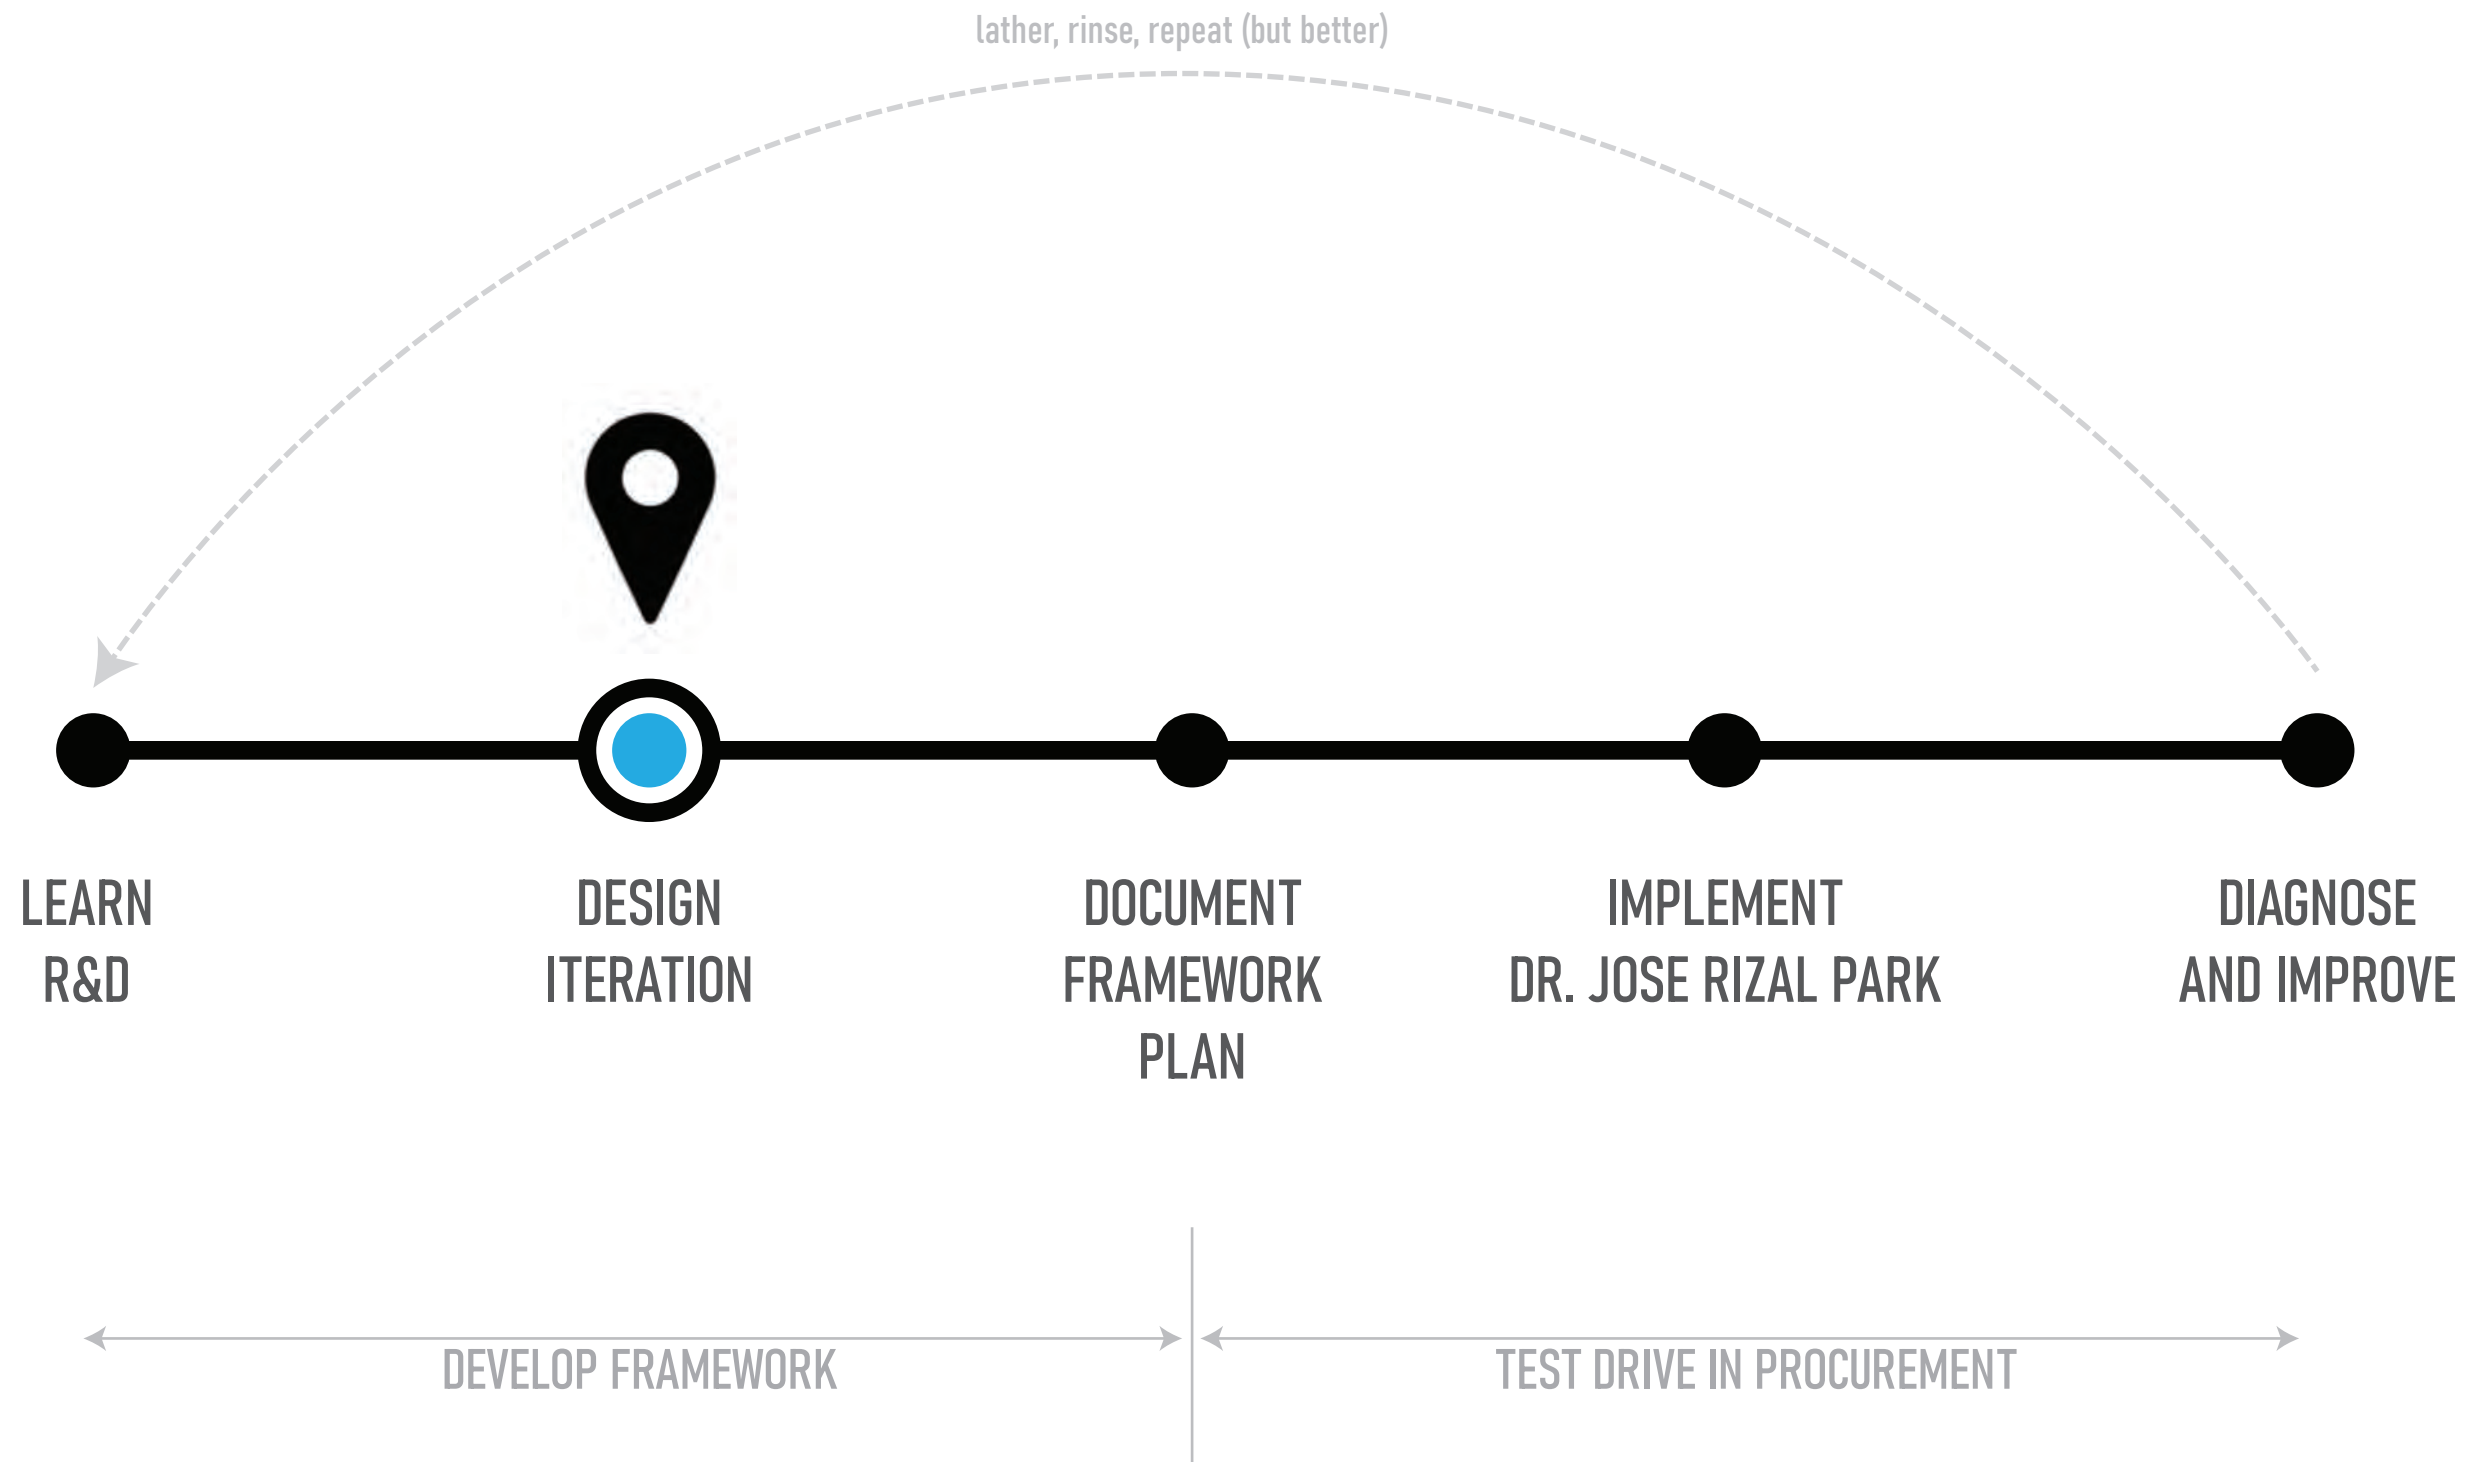 lather, rinse, repeat (but better)
LEARN
R&D
DESIGN
ITERATION
DOCUMENT
FRAMEWORK
PLAN
IMPLEMENT
DR. JOSE RIZAL PARK
DIAGNOSE
AND IMPROVE
DEVELOP FRAMEWORK
TEST DRIVE IN PROCUREMENT